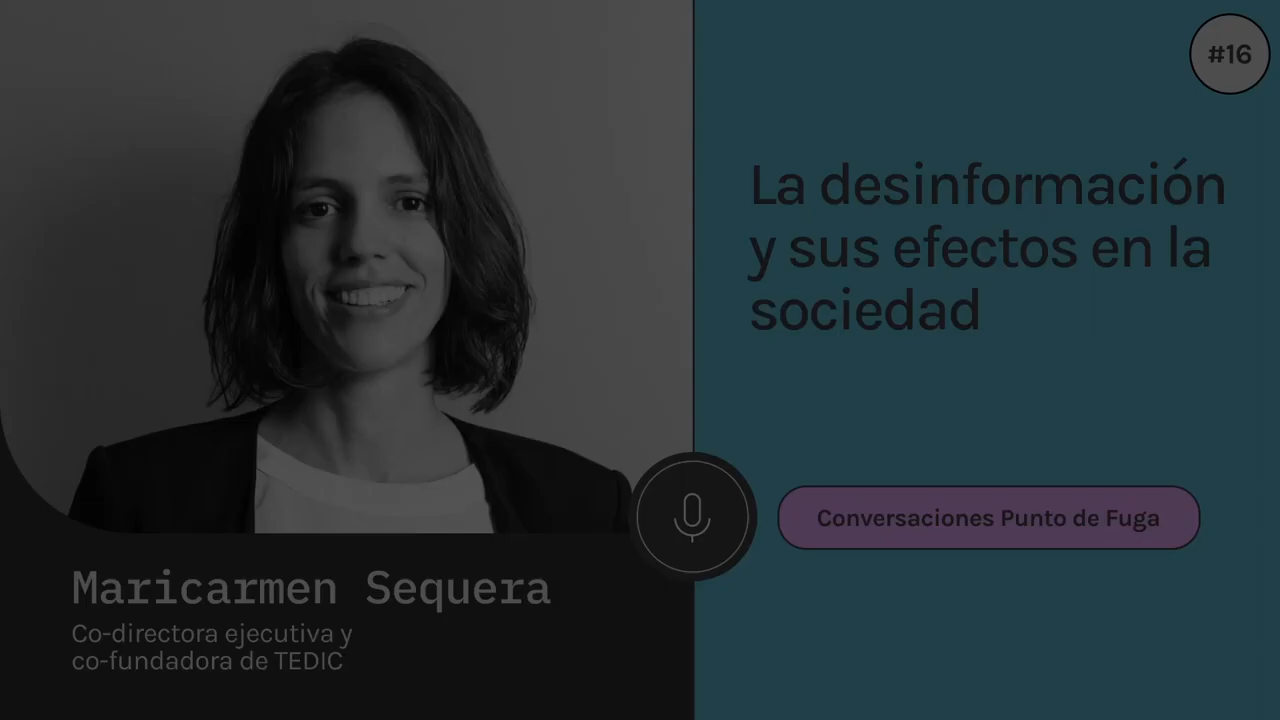 #16
La desinformación
y sus efectos en la
sociedad
Conversaciones Punto de Fuga
Maricarmen Sequera
Co-directora ejecutiva y
co-fundadora de TEDIC